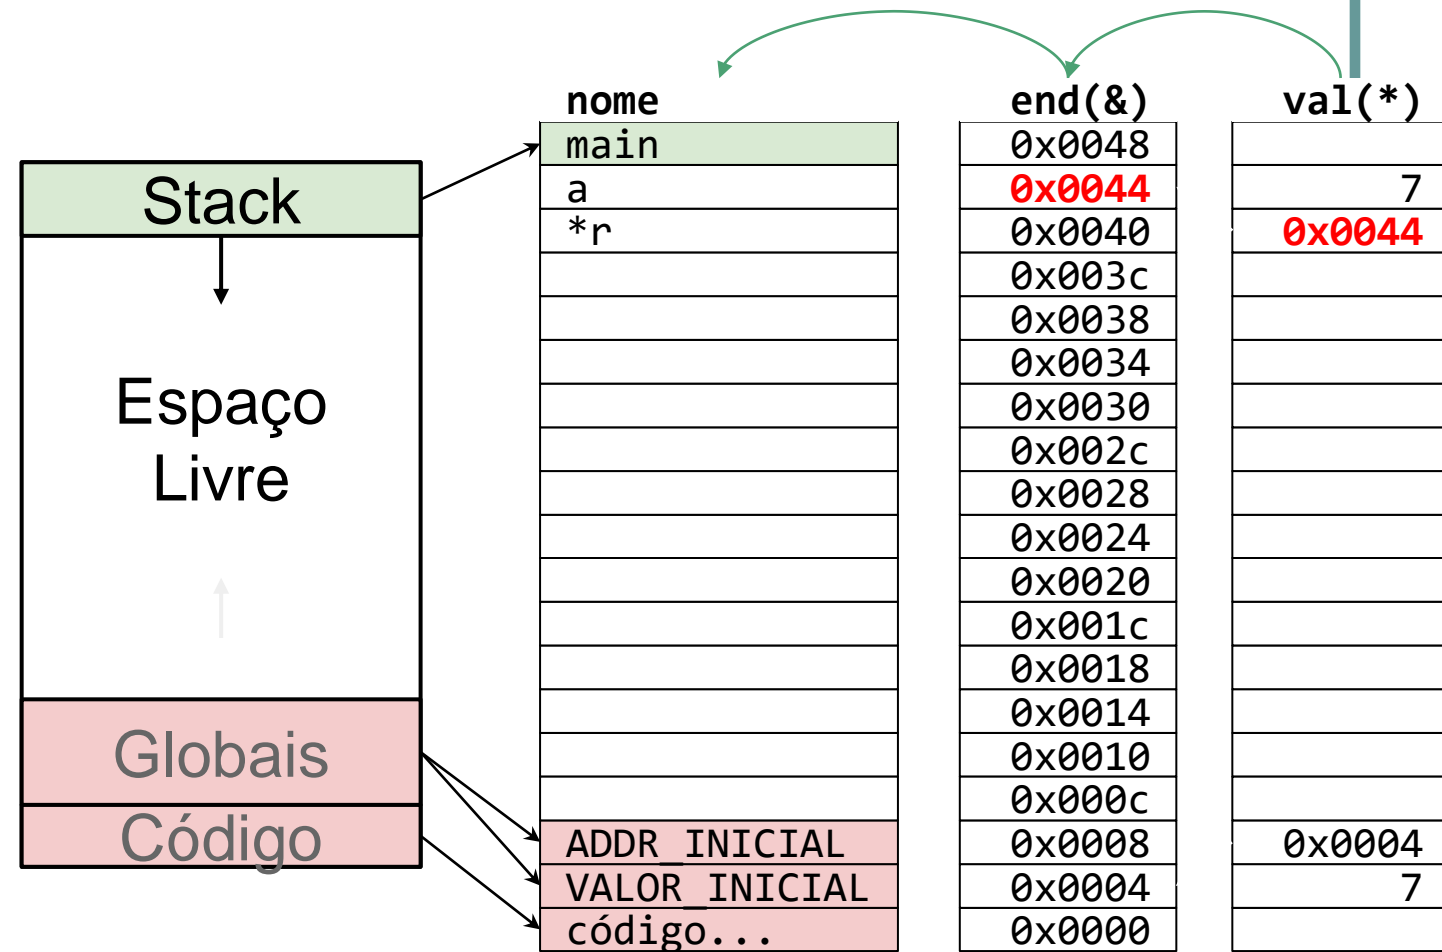 nome end(&) val(*)
main 0x0048
a 0x0044 7
*r 0x0040 0x0044
0x003c
0x0038
0x0034
0x0030
0x002c
0x0028
0x0024
0x0020
0x001c
0x0018
0x0014
0x0010
0x000c
ADDR_INICIAL 0x0008 0x0004
VALOR_INICIAL 0x0004 7
código... 0x0000
Stack
Espaço
Livre
Globais
Código